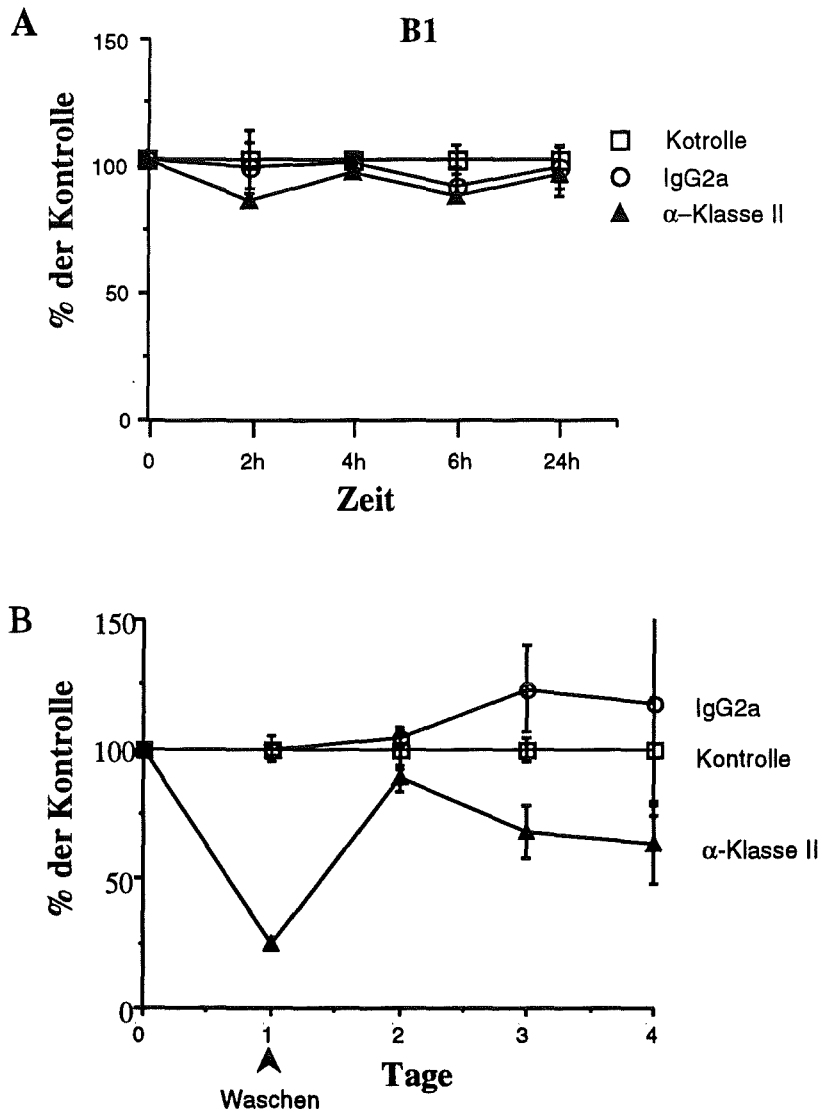 A
B1
150
100
50
0
% der Kontrolle
0 2h 4h 6h 24h
Zeit
Kotrolle
IgG2a
α–Klasse II
B
150
100
50
0
% der Kontrolle
0 1 2 3 4
Tage
Waschen
IgG2a
Kontrolle
α-Klasse II